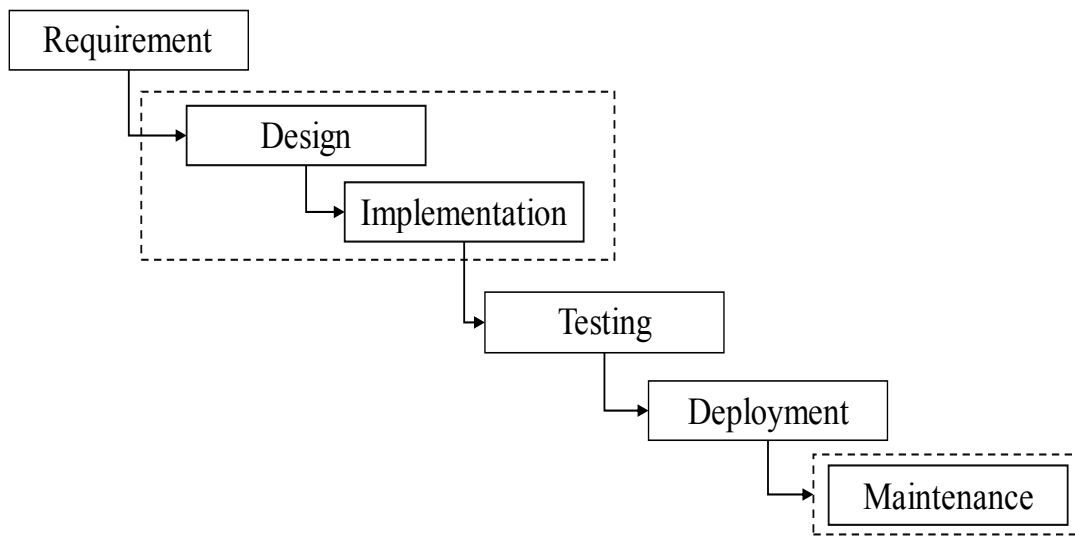 Requirement
Design
Implementation
Testing
Deployment
Maintenance